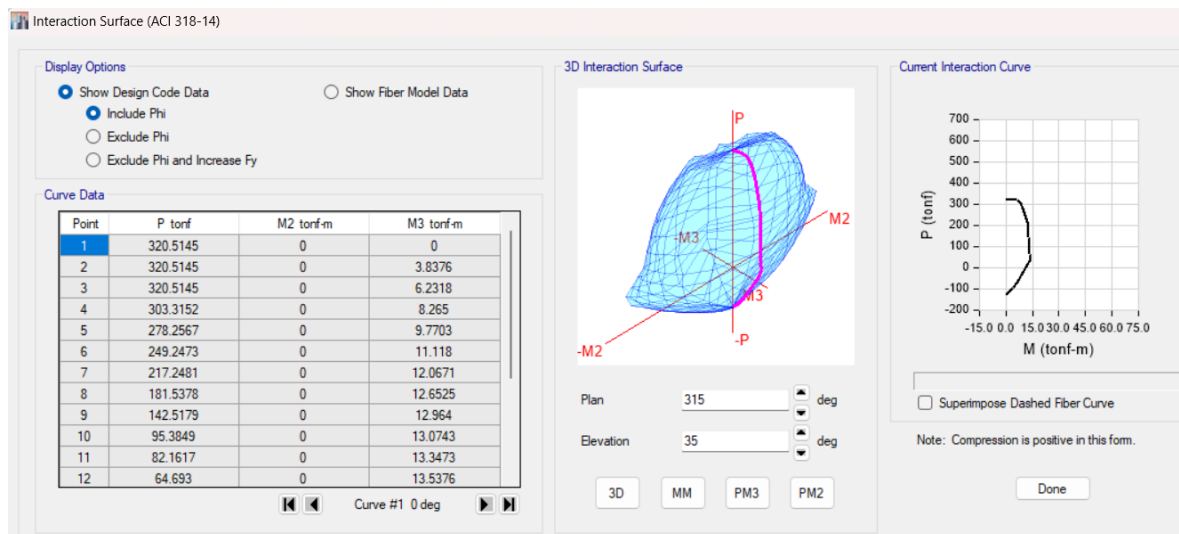 Interaction Surface (ACI 318-14)
Display Options
Show Design Code Data
Show Fiber Model Data
Include Phi
Exclude Phi
Exclude Phi and Increase Fy
Curve Data
Point P tonf M2 tonf-m M3 tonf-m
1 320.5145 0 0
2 320.5145 0 3.8376
3 320.5145 0 6.2318
4 303.3152 0 8.265
5 278.2567 0 9.7703
6 249.2473 0 11.118
7 217.2481 0 12.0671
8 181.5378 0 12.6525
9 142.5179 0 12.964
10 95.3849 0 13.0743
11 82.1617 0 13.3473
12 64.693 0 13.5376
Curve #1 0 deg
3D Interaction Surface
P
M2
-M3
M3
-P
-M2
Plan 315 deg
Elevation 35 deg
3D MM PM3 PM2
Current Interaction Curve
700
600
500
400
300
200
100
0
-100
-200
P (tonf)
-15.0 0.0 15.0 30.0 45.0 60.0 75.0
M (tonf-m)
Superimpose Dashed Fiber Curve
Note: Compression is positive in this form.
Done